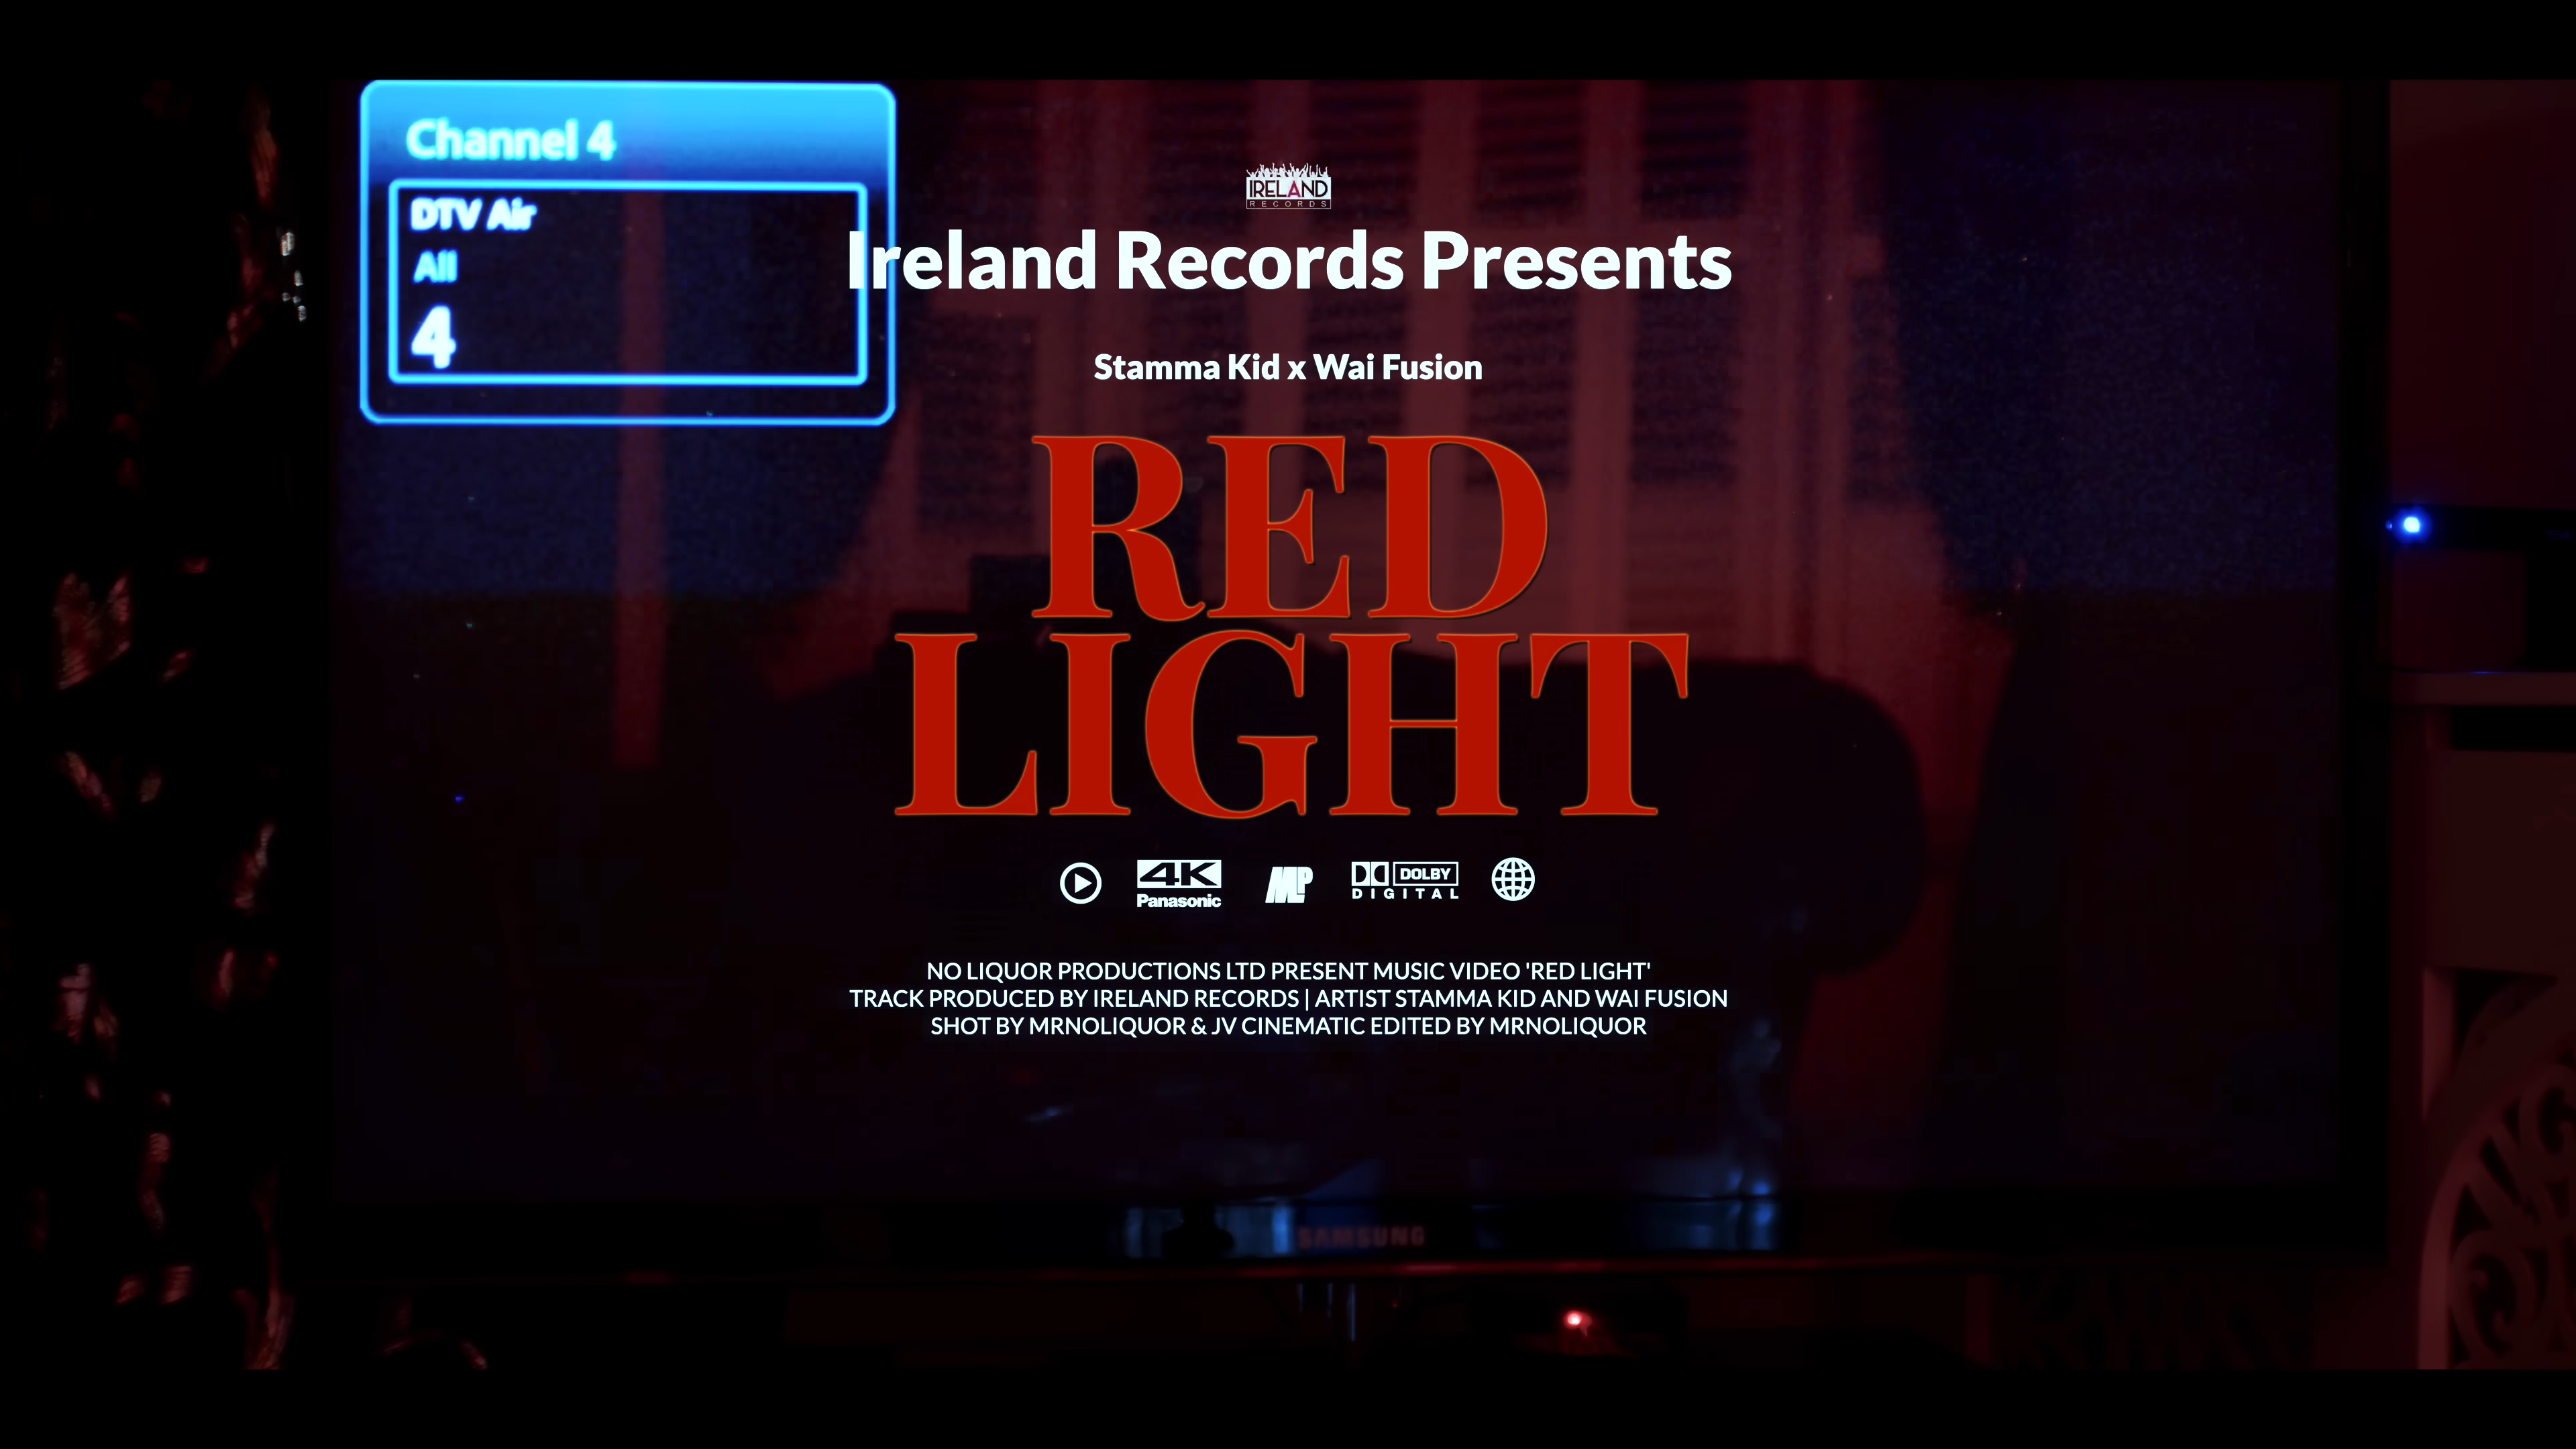 Channel 4
DTV Air
All
4
IRELAND
RECORDS
Ireland Records Presents
Stamma Kid x Wai Fusion
RED
LIGHT
4K
Panasonic
MP
DOLBY
DIGITAL
NO LIQUOR PRODUCTIONS LTD PRESENT MUSIC VIDEO 'RED LIGHT'
TRACK PRODUCED BY IRELAND RECORDS | ARTIST STAMMA KID AND WAI FUSION
SHOT BY MRNOLIQUOR & JV CINEMATIC EDITED BY MRNOLIQUOR
SAMSUNG